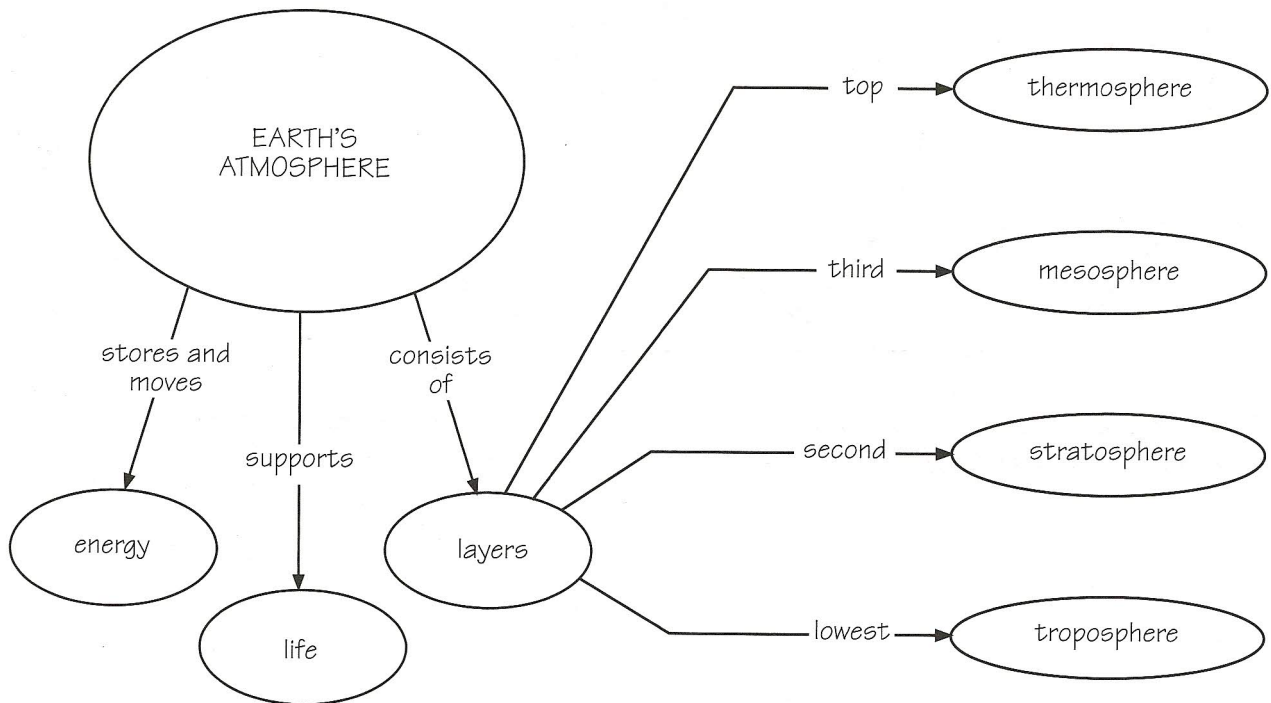 EARTH'S
ATMOSPHERE
stores and
moves
energy
supports
life
consists
of
layers
top
thermosphere
third
mesosphere
second
stratosphere
lowest
troposphere